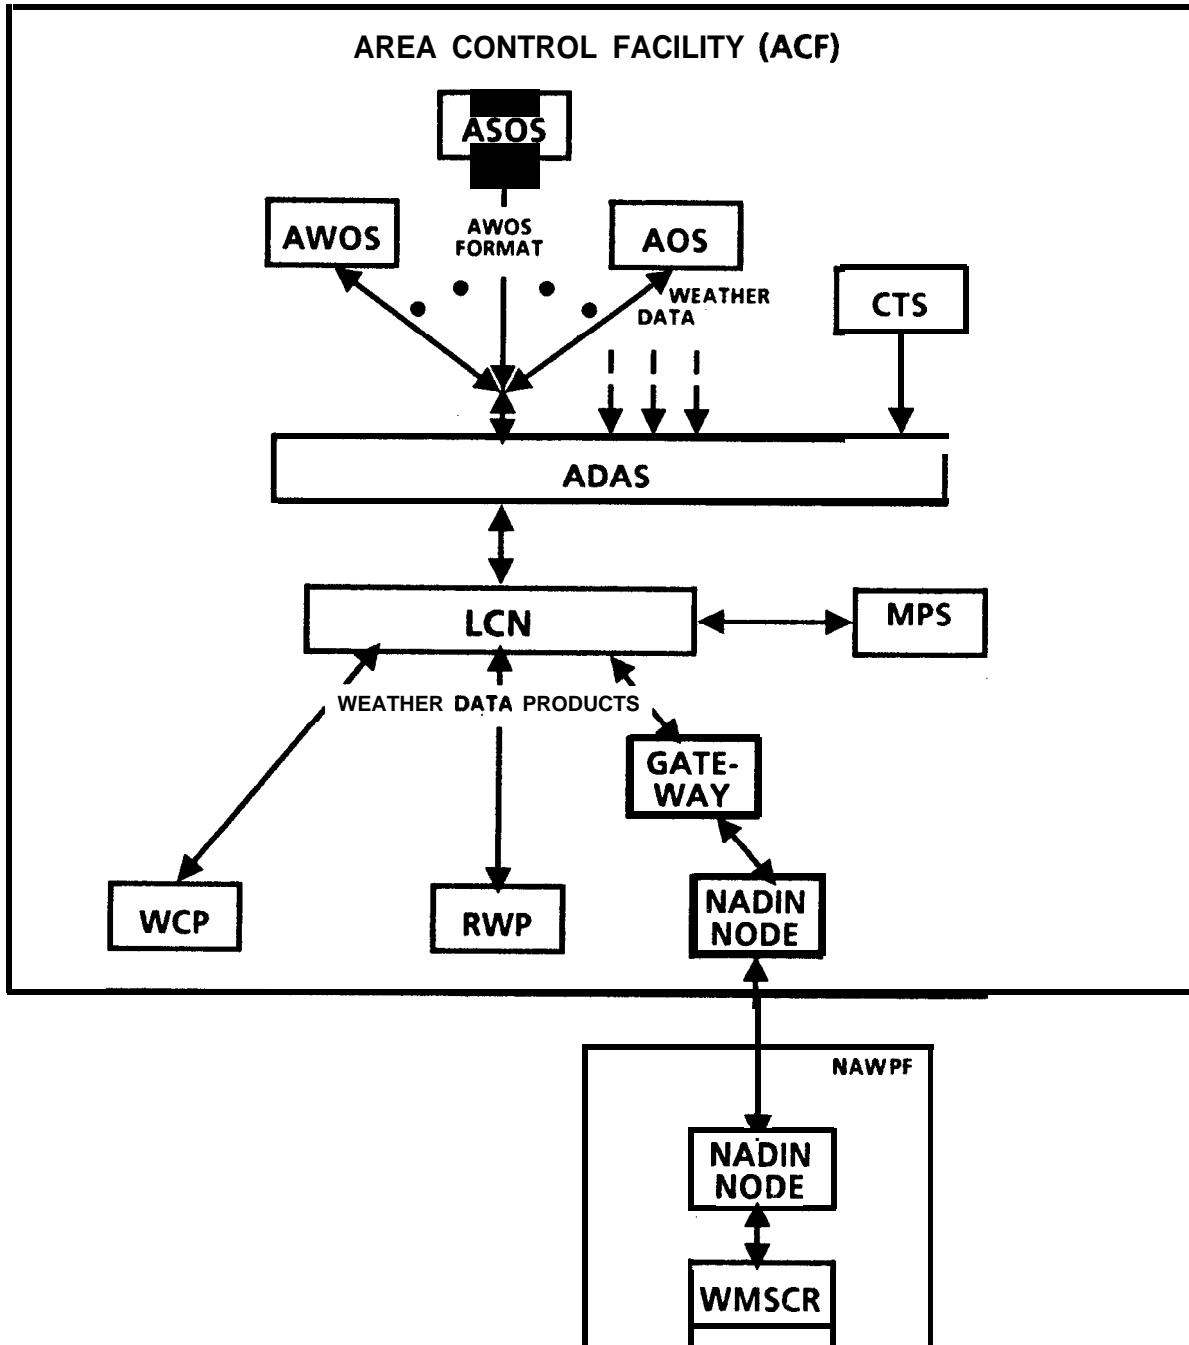 AREA CONTROL FACILITY (ACF)
ASOS
AWOS
AWOS
FORMAT
AOS
WEATHER
DATA
CTS
ADAS
LCN
MPS
WEATHER DATA PRODUCTS
GATE-
WAY
WCP
RWP
NADIN
NODE
NAWPF
NADIN
NODE
WMSCR